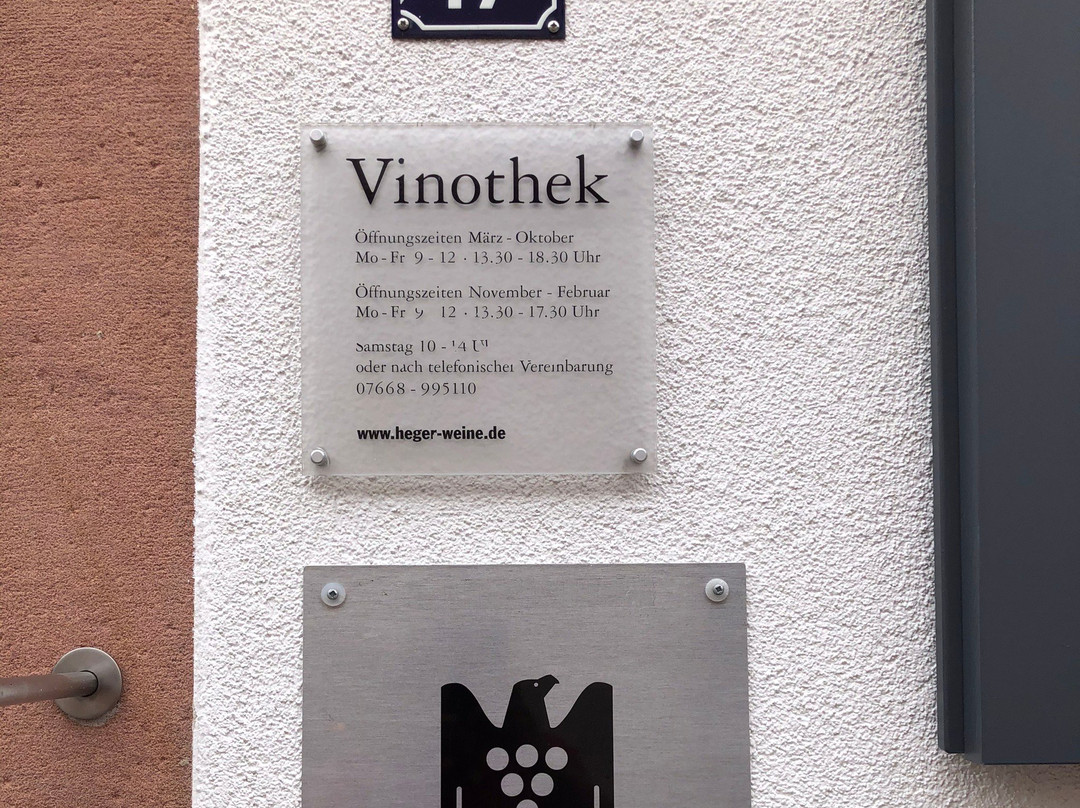 Vinothek
Öffnungszeiten März - Oktober
Mo - Fr 9 - 12 · 13.30 - 18.30 Uhr
Öffnungszeiten November - Februar
Mo - Fr 9 12 · 13.30 - 17.30 Uhr
Samstag 10 - 14
oder nach telefonischer Vereinbarung
07668 - 995110
www.heger-weine.de